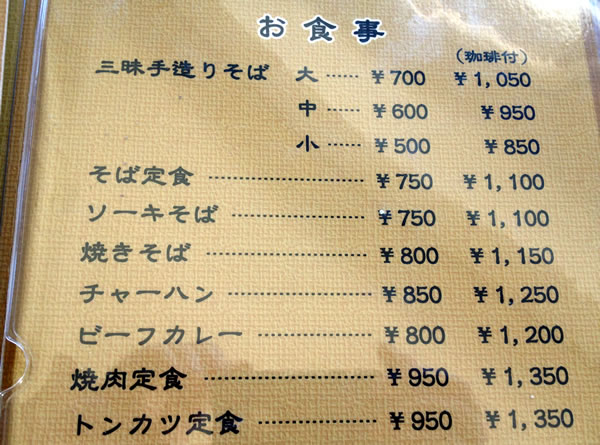 お食事
(珈琲付)
三昧手造りそば 大 …… ¥700 ¥1,050
中 …… ¥600 ¥950
小 …… ¥500 ¥850
そば定食 …… ¥750 ¥1,100
ソーキそば …… ¥750 ¥1,100
焼きそば …… ¥800 ¥1,150
チャーハン …… ¥850 ¥1,250
ビーフカレー …… ¥800 ¥1,200
焼肉定食 …… ¥950 ¥1,350
トンカツ定食 …… ¥950 ¥1,350